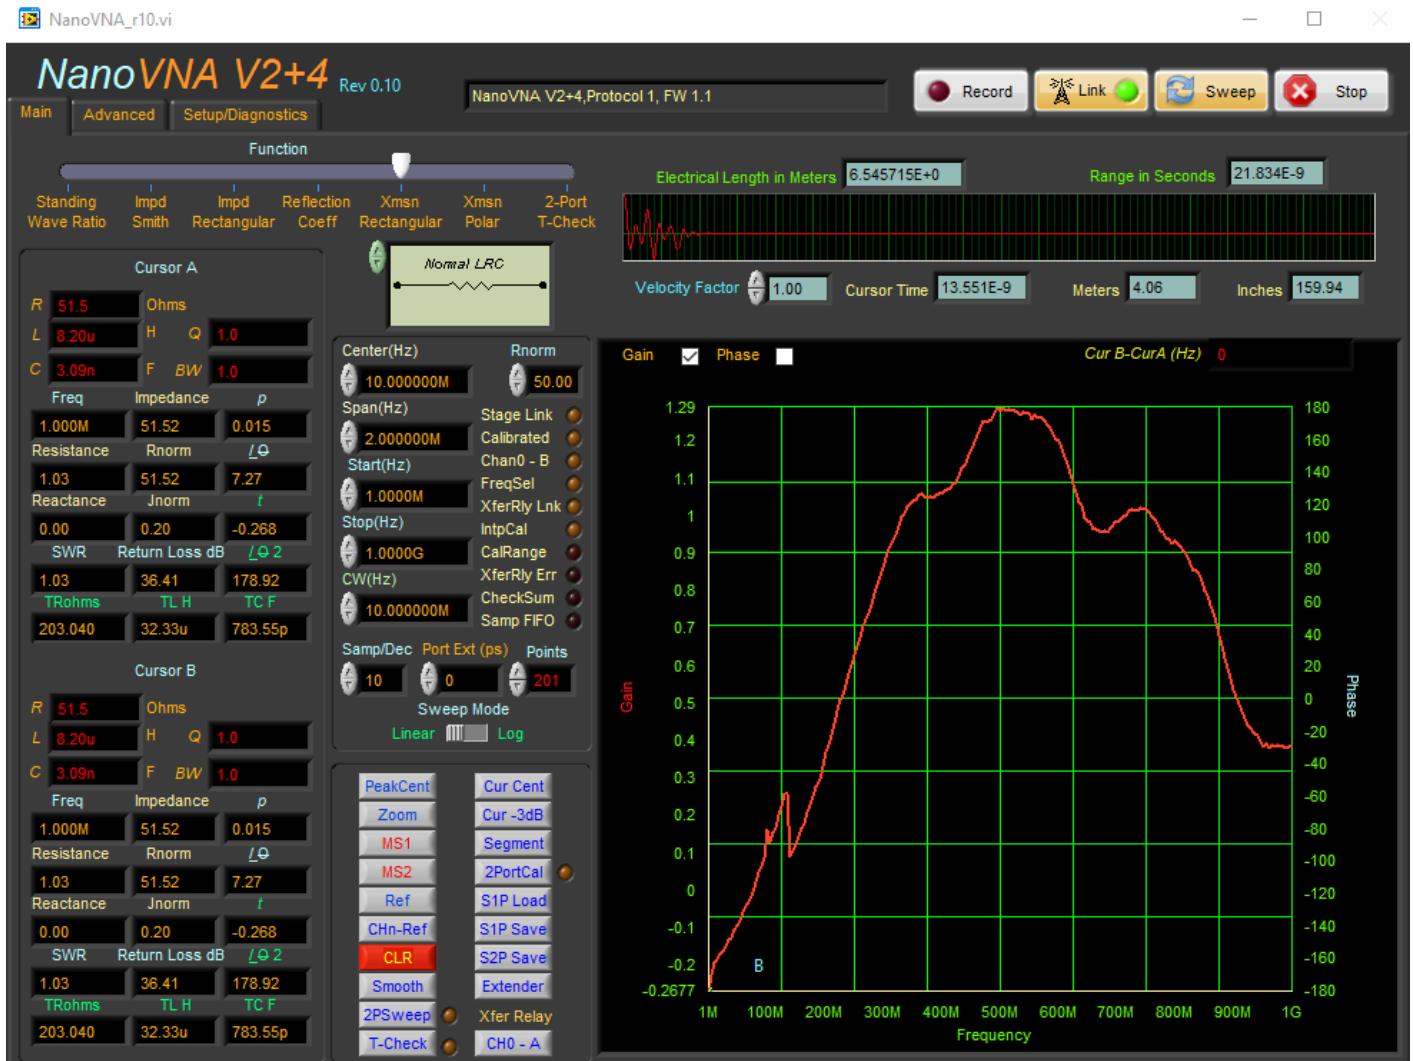 NanoVNA_r10.vi
NanoVNA V2+4 Rev 0.10
NanoVNA V2+4,Protocol 1, FW 1.1
Record Link Sweep Stop
Main Advanced Setup/Diagnostics
Function
Standing Wave Ratio
Impd Smith
Impd Rectangular
Reflection Coeff
Xmsn Rectangular
Xmsn Polar
2-Port T-Check
Electrical Length in Meters 6.545715E+0
Range in Seconds 21.834E-9
Velocity Factor 1.00 Cursor Time 13.551E-9 Meters 4.06 Inches 159.94
Normal LRC
Cursor A
R 51.5 Ohms
L 8.20u H Q 1.0
C 3.09n F BW 1.0
Freq Impedance p
1.000M 51.52 0.015
Resistance Rnorm /Θ
1.03 51.52 7.27
Reactance Jnorm t
0.00 0.20 -0.268
SWR Return Loss dB /Θ 2
1.03 36.41 178.92
TRohms TL H TC F
203.040 32.33u 783.55p
Cursor B
R 51.5 Ohms
L 8.20u H Q 1.0
C 3.09n F BW 1.0
Freq Impedance p
1.000M 51.52 0.015
Resistance Rnorm /Θ
1.03 51.52 7.27
Reactance Jnorm t
0.00 0.20 -0.268
SWR Return Loss dB /Θ 2
1.03 36.41 178.92
TRohms TL H TC F
203.040 32.33u 783.55p
Center(Hz) Rnorm
10.000000M 50.00
Span(Hz)
2.000000M
Start(Hz)
1.0000M
Stop(Hz)
1.0000G
CW(Hz)
10.000000M
Stage Link
Calibrated
Chan0 - B
FreqSel
XferRly Lnk
IntpCal
CalRange
XferRly Err
CheckSum
Samp FIFO
Samp/Dec Port Ext (ps) Points
10 0 201
Sweep Mode
Linear Log
PeakCent Cur Cent
Zoom Cur -3dB
MS1 Segment
MS2 2PortCal
Ref S1P Load
CHn-Ref S1P Save
CLR S2P Save
Smooth Extender
2PSweep Xfer Relay
T-Check CH0 - A
Gain Phase Cur B-CurA (Hz) 0
Gain
1.29
1.2
1.1
1
0.9
0.8
0.7
0.6
0.5
0.4
0.3
0.2
0.1
0
-0.1
-0.2
-0.2677
B
180
160
140
120
100
80
60
40
20
0
-20
-40
-60
-80
-100
-120
-140
-160
-180
Phase
1M 100M 200M 300M 400M 500M 600M 700M 800M 900M 1G
Frequency